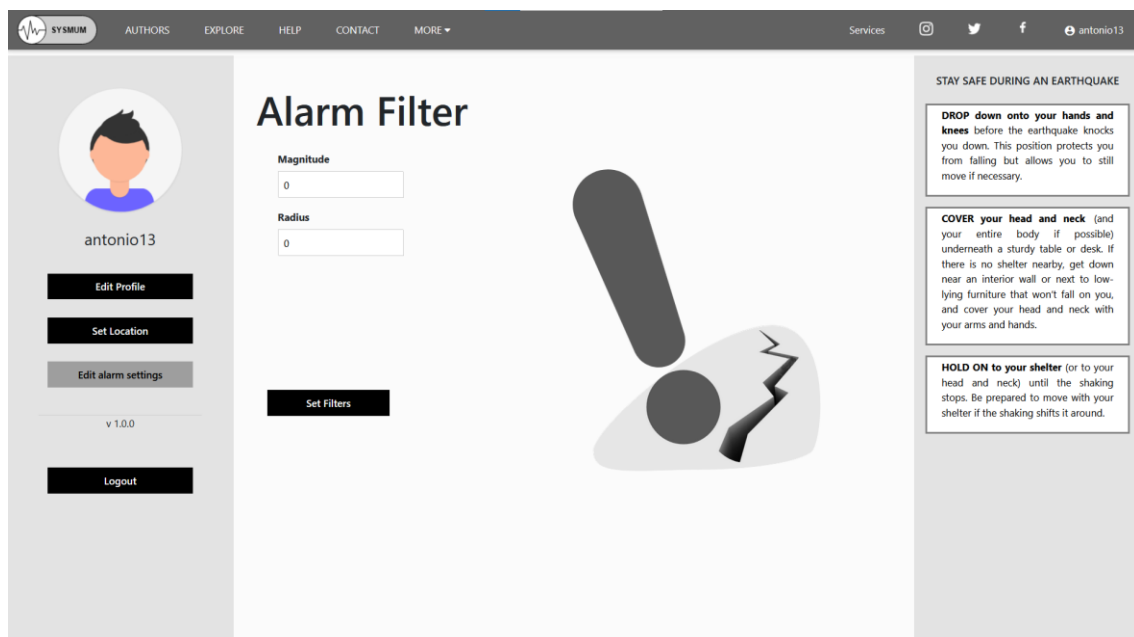 SYSMUM AUTHORS EXPLORE HELP CONTACT MORE Services antonio13
antonio13
Edit Profile
Set Location
Edit alarm settings
v 1.0.0
Logout
Alarm Filter
Magnitude
0
Radius
0
Set Filters
STAY SAFE DURING AN EARTHQUAKE
DROP down onto your hands and
knees before the earthquake knocks
you down. This position protects you
from falling but allows you to still
move if necessary.
COVER your head and neck (and
your entire body if possible)
underneath a sturdy table or desk. If
there is no shelter nearby, get down
near an interior wall or next to low-
lying furniture that won't fall on you,
and cover your head and neck with
your arms and hands.
HOLD ON to your shelter (or to your
head and neck) until the shaking
stops. Be prepared to move with your
shelter if the shaking shifts it around.